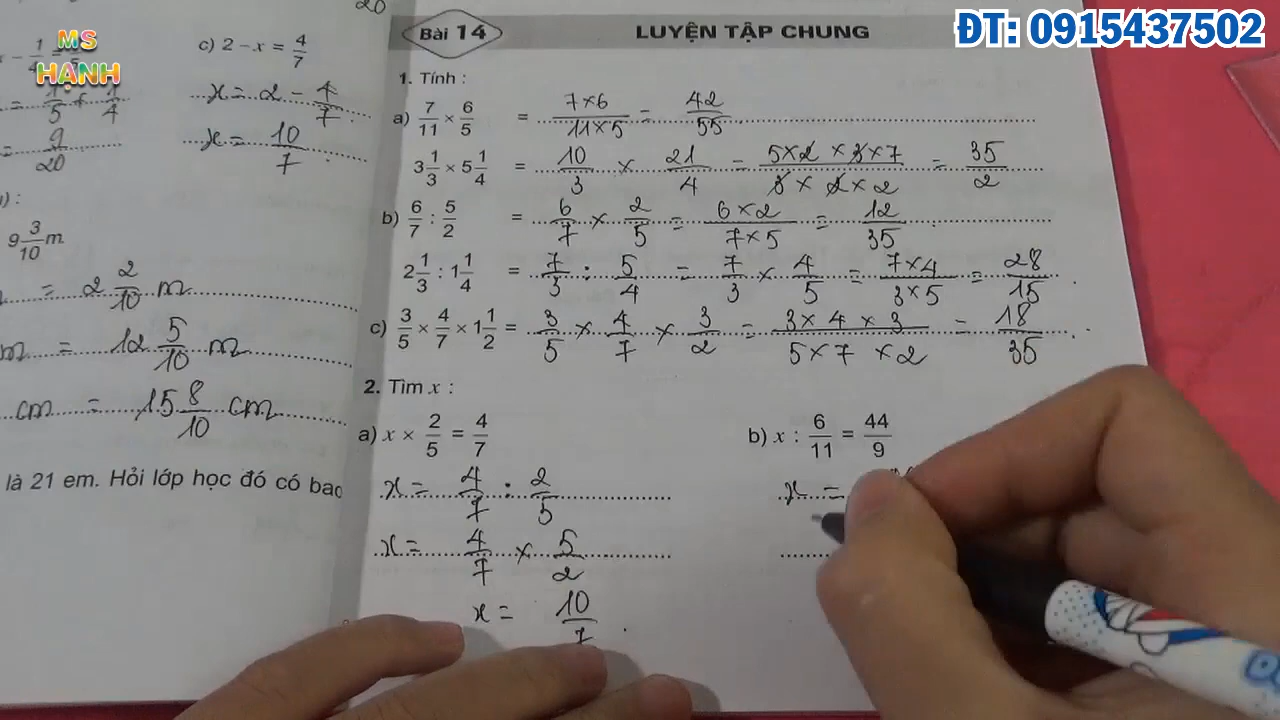 MS
HẠNH
ĐT: 0915437502
20
c) 2 - x = 4/7
x = 2 - 4/7
x = 10/7
= 1/5 + 1/4
= 9/20
9 3/10 m
= 2 2/10 m
m = 12 5/10 m
cm = 15 8/10 cm
là 21 em. Hỏi lớp học đó có bao
Bài 14 LUYỆN TẬP CHUNG
1. Tính :
a) 7/11 × 6/5 = 7×6/11×5 = 42/55
3 1/3 × 5 1/4 = 10/3 × 21/4 = 5×2×3×7/3×2×2 = 35/2
b) 6/7 : 5/2 = 6/7 × 2/5 = 6×2/7×5 = 12/35
2 1/3 : 1 1/4 = 7/3 : 5/4 = 7/3 × 4/5 = 7×4/3×5 = 28/15.
c) 3/5 × 4/7 × 1 1/2 = 3/5 × 4/7 × 3/2 = 3×4×3/5×7×2 = 18/35.
2. Tìm x :
a) x × 2/5 = 4/7
x = 4/7 : 2/5
x = 4/7 × 5/2
x = 10/7.
b) x : 6/11 = 44/9
x =